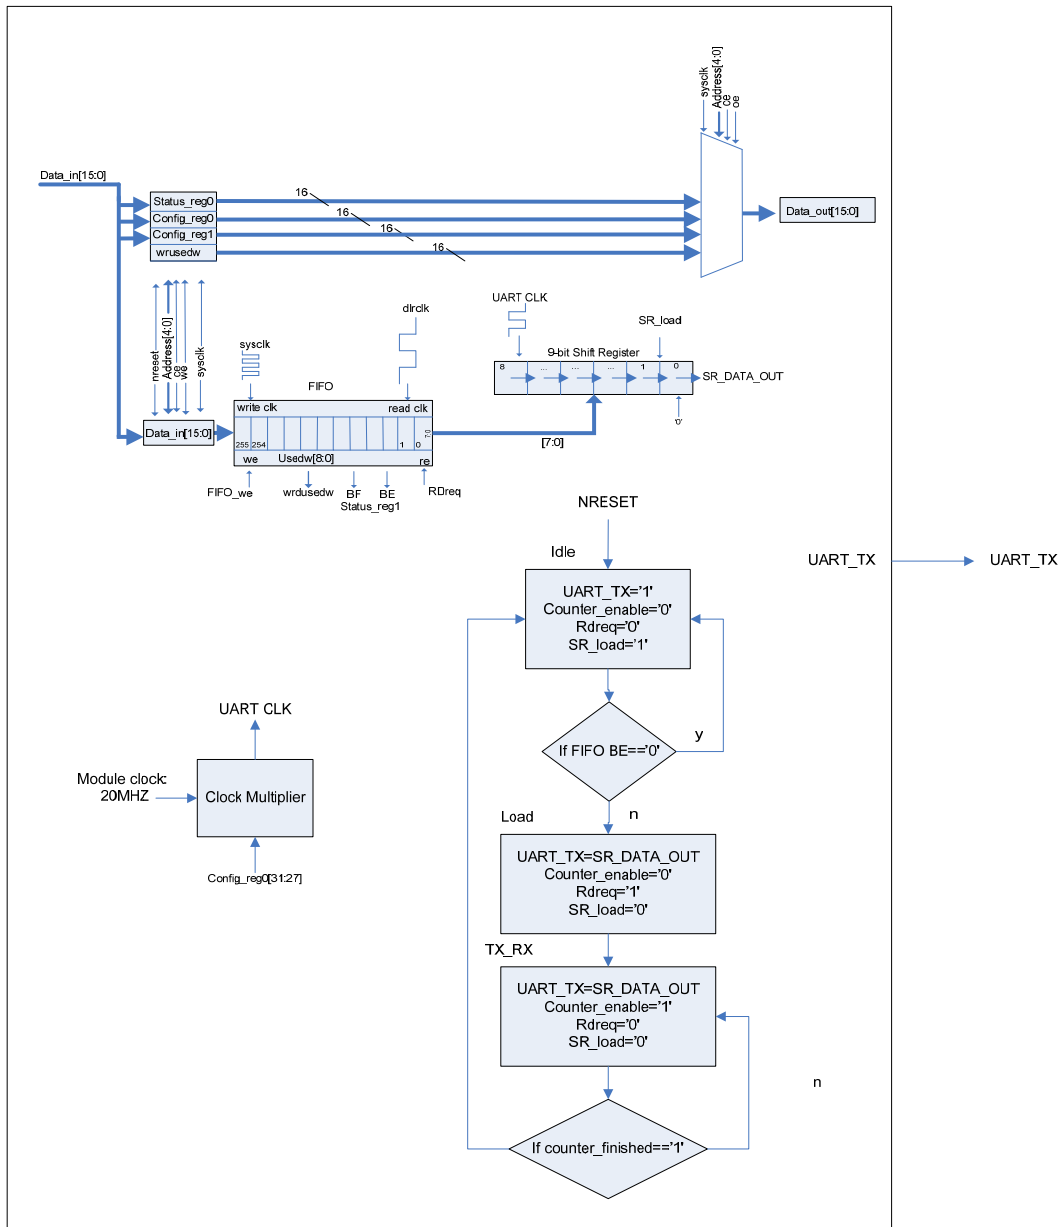 sysclk
Address[4:0]
ce
oe
Data_in[15:0]
Status_reg0
Config_reg0
Config_reg1
wrusedw
16
16
16
16
Data_out[15:0]
nreset
Address[4:0]
ce
we
sysclk
sysclk
dlrclk
FIFO
write clk
read clk
Data_in[15:0]
255
254
1
0
7:0
we
Usedw[8:0]
re
FIFO_we
wrdusedw
BF
BE
Status_reg1
RDreq
UART CLK
SR_load
9-bit Shift Register
8
...
...
...
1
0
SR_DATA_OUT
'0'
[7:0]
NRESET
Idle
UART_TX='1'
Counter_enable='0'
Rdreq='0'
SR_load='1'
If FIFO BE=='0'
y
n
Load
UART_TX=SR_DATA_OUT
Counter_enable='0'
Rdreq='1'
SR_load='0'
TX_RX
UART_TX=SR_DATA_OUT
Counter_enable='1'
Rdreq='0'
SR_load='0'
n
If counter_finished=='1'
UART_TX
UART_TX
UART CLK
Module clock:
20MHZ
Clock Multiplier
Config_reg0[31:27]